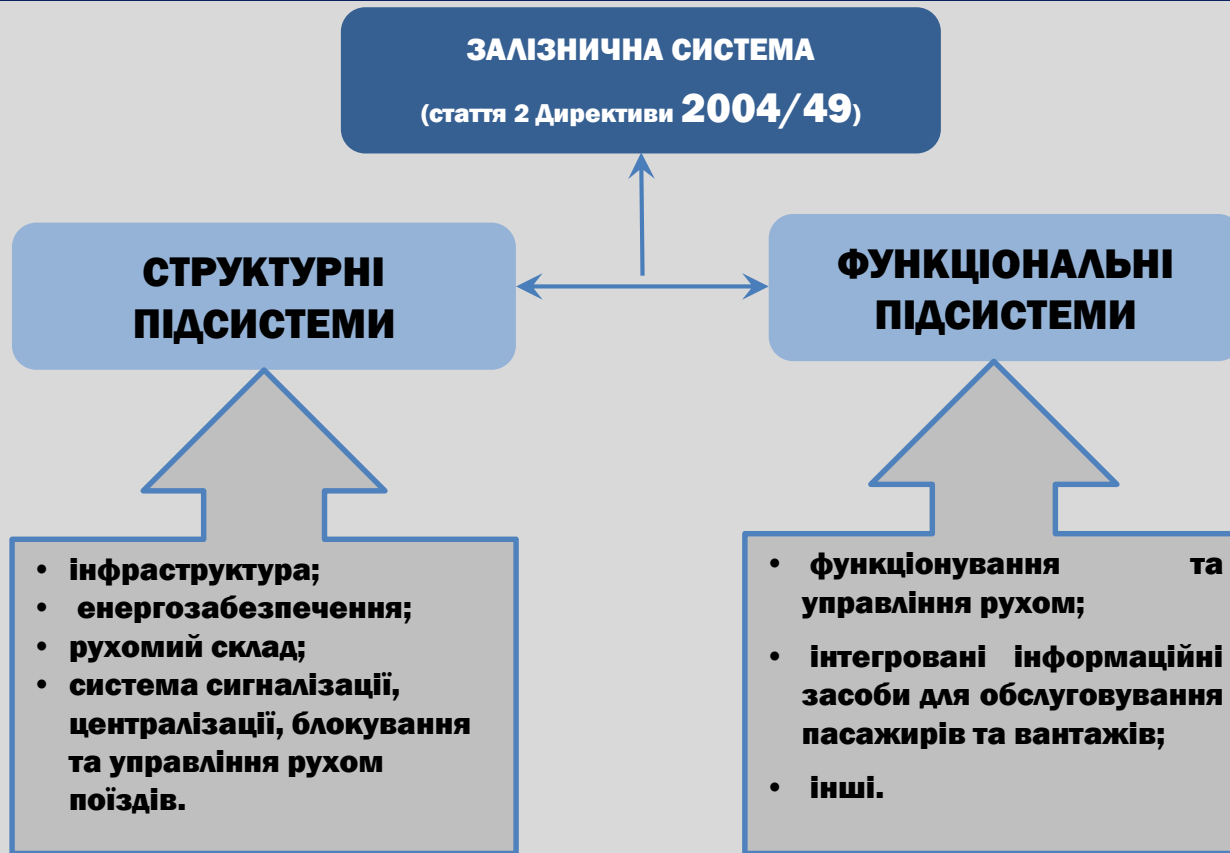 ЗАЛІЗНИЧНА СИСТЕМА
(стаття 2 Директиви 2004/49)
СТРУКТУРНІ
ПІДСИСТЕМИ
ФУНКЦІОНАЛЬНІ
ПІДСИСТЕМИ
• інфраструктура;
• енергозабезпечення;
• рухомий склад;
• система сигналізації,
централізації, блокування
та управління рухом
поїздів.
• функціонування та
управління рухом;
• інтегровані інформаційні
засоби для обслуговування
пасажирів та вантажів;
• інші.